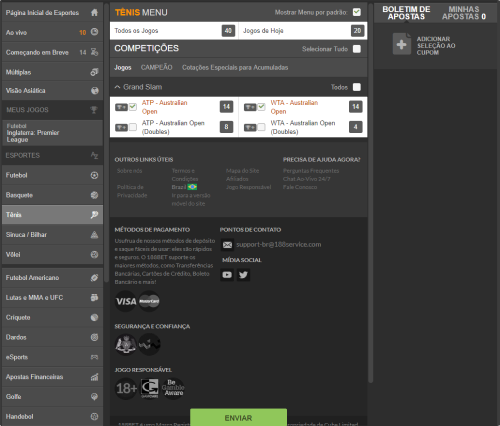 Página Inicial de Esportes
Ao vivo 10
Começando em Breve 14
Múltiplas
Visão Asiática
MEUS JOGOS
Futebol
Inglaterra: Premier
League
ESPORTES
Futebol
Basquete
Tênis
Sinuca / Bilhar
Vôlei
Futebol Americano
Lutas e MMA e UFC
Críquete
Dardos
eSports
Apostas Financeiras
Golfe
Handebol
TÊNIS MENU
Mostrar Menu por padrão:
Todos os Jogos 40
Jogos de Hoje 20
COMPETIÇÕES
Selecionar Tudo
Jogos CAMPEÃO Cotações Especiais para Acumuladas
Grand Slam Todos
ATP - Australian
Open
14
WTA - Australian
Open
14
ATP - Australian Open
(Doubles)
8
WTA - Australian Open
(Doubles)
4
OUTROS LINKS ÚTEIS
Sobre nós
Política de
Privacidade
Termos e
Condições
Brasil
Ir para a versão
móvel do site
Mapa do Site
Afiliados
Jogo Responsável
PRECISA DE AJUDA AGORA?
Perguntas Frequentes
Chat Ao Vivo 24/7
Fale Conosco
MÉTODOS DE PAGAMENTO
Usufrua de nossos métodos de depósito
e saque fáceis de usar: eles são rápidos
e seguros. O 188BET suporta os
maiores métodos, como Transferências
Bancárias, Cartões de Crédito, Boleto
Bancário e mais!
VISA
MasterCard
PONTOS DE CONTATO
support-br@188service.com
MÍDIA SOCIAL
SEGURANÇA E CONFIANÇA
JOGO RESPONSÁVEL
18+
Be
Gamble
Aware
ENVIAR
BOLETIM DE
APOSTAS
MINHAS
APOSTAS 0
ADICIONAR
SELEÇÃO AO
CUPOM